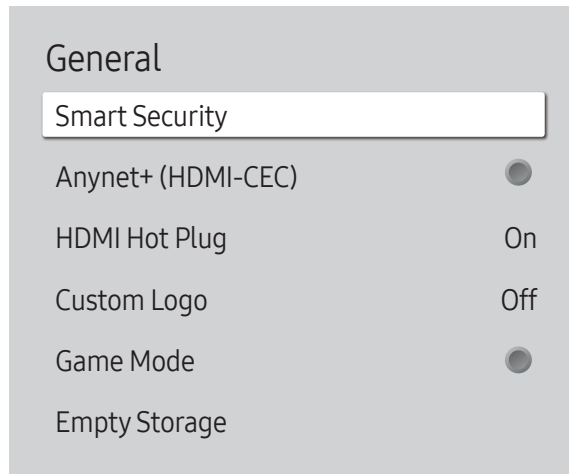 General
Smart Security
Anynet+ (HDMI-CEC)
HDMI Hot Plug On
Custom Logo Off
Game Mode
Empty Storage